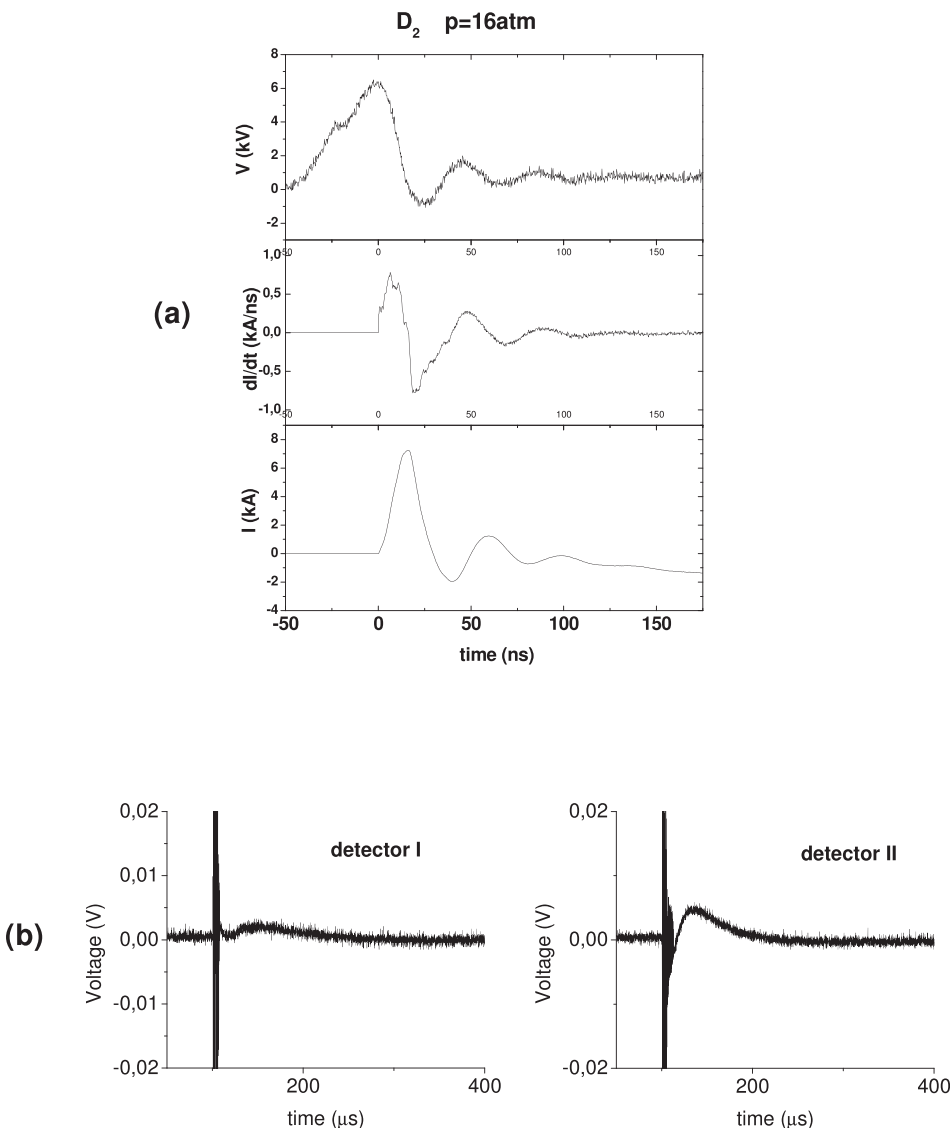 D2 p=16atm
(a)
V (kV)
8
6
4
2
0
-2
-50 0 50 100 150
dI/dt (kA/ns)
1,0
0,5
0,0
-0,5
-1,0
-50 0 50 100 150
I (kA)
8
6
4
2
0
-2
-4
-50 0 50 100 150
time (ns)
(b)
detector I
Voltage (V)
0,02
0,01
0,00
-0,01
-0,02
200 400
time (μs)
detector II
Voltage (V)
0,02
0,00
-0,02
200 400
time (μs)